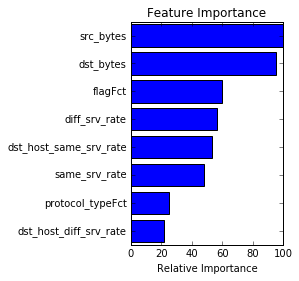 Feature Importance
src_bytes
dst_bytes
flagFct
diff_srv_rate
dst_host_same_srv_rate
same_srv_rate
protocol_typeFct
dst_host_diff_srv_rate
0 20 40 60 80 100
Relative Importance